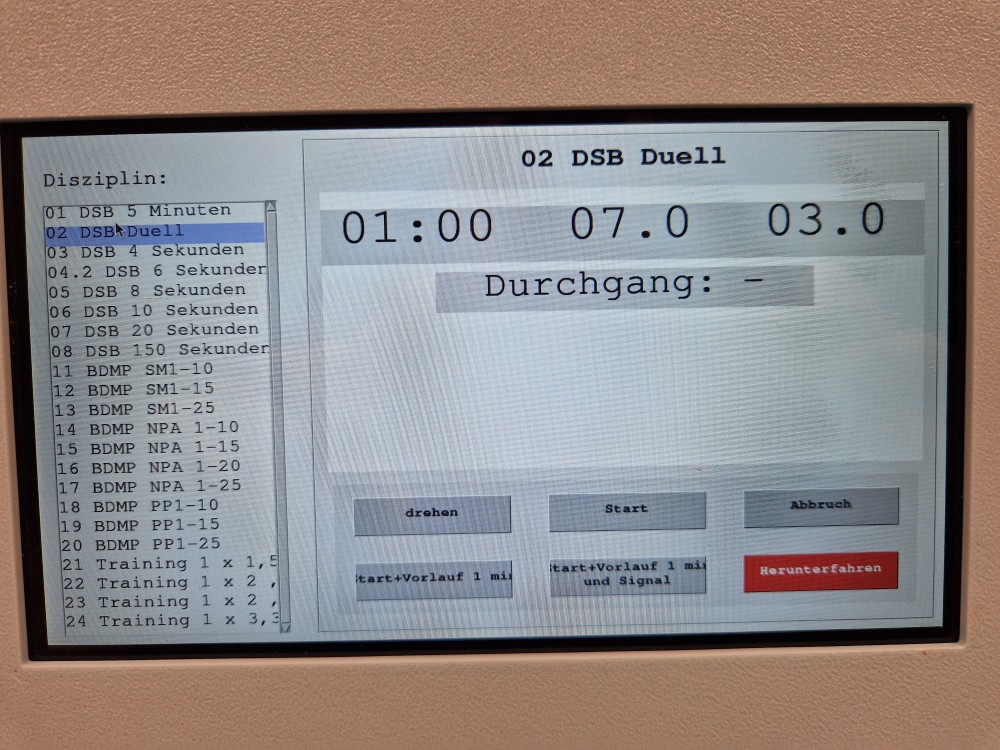 Disziplin:
01 DSB 5 Minuten
02 DSB Duell
03 DSB 4 Sekunden
04.2 DSB 6 Sekunden
05 DSB 8 Sekunden
06 DSB 10 Sekunden
07 DSB 20 Sekunden
08 DSB 150 Sekunden
11 BDMP SM1-10
12 BDMP SM1-15
13 BDMP SM1-25
14 BDMP NPA 1-10
15 BDMP NPA 1-15
16 BDMP NPA 1-20
17 BDMP NPA 1-25
18 BDMP PP1-10
19 BDMP PP1-15
20 BDMP PP1-25
21 Training 1 x 1,5
22 Training 1 x 2 ,
23 Training 1 x 2 ,
24 Training 1 x 3,3
02 DSB Duell
01:00 07.0 03.0
Durchgang: -
drehen
Start
Abbruch
tart+Vorlauf 1 mi
tart+Vorlauf 1 mi
und Signal
Herunterfahren